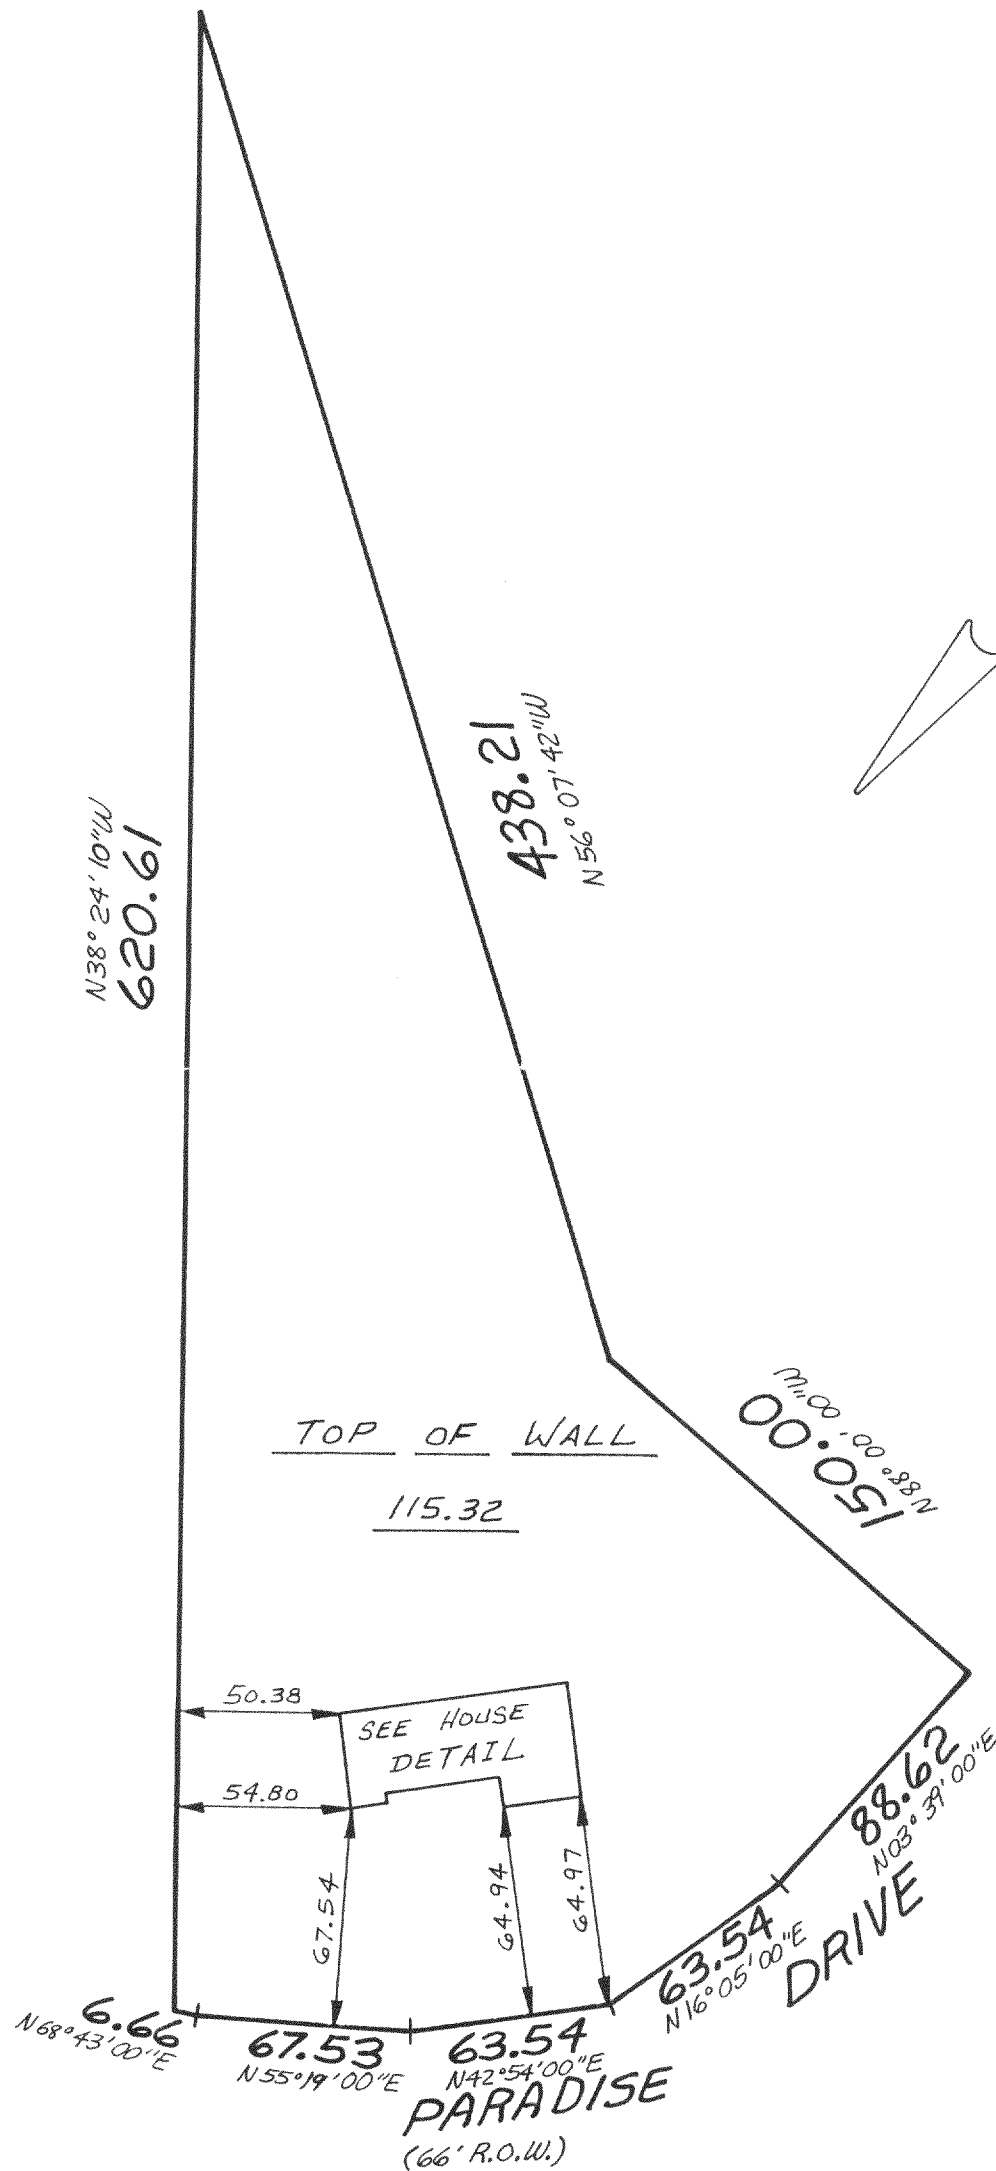 N38° 24' 10"W
620.61
438.21
N56° 07' 42"W
N88° 00' 00"W
150.00
TOP OF WALL
115.32
50.38
SEE HOUSE
DETAIL
54.80
67.54
64.94
64.97
88.62
N03° 39' 00"E
63.54
N16° 05' 00"E
DRIVE
6.66
N68° 43' 00"E
67.53
N55° 19' 00"E
63.54
N42° 54' 00"E
PARADISE
(66' R.O.W.)